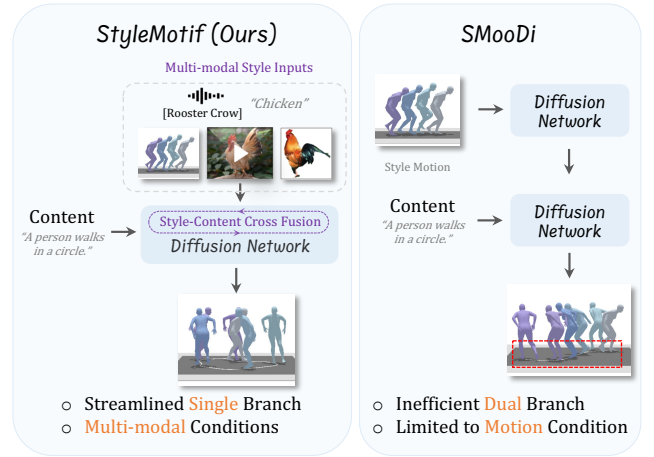 StyleMotif (Ours)
Multi-modal Style Inputs
[Rooster Crow]
"Chicken"
Content
"A person walks
in a circle."
Style-Content Cross Fusion
Diffusion Network
○ Streamlined Single Branch
○ Multi-modal Conditions
SMooDi
Style Motion
Diffusion
Network
Content
"A person walks
in a circle."
Diffusion
Network
○ Inefficient Dual Branch
○ Limited to Motion Condition